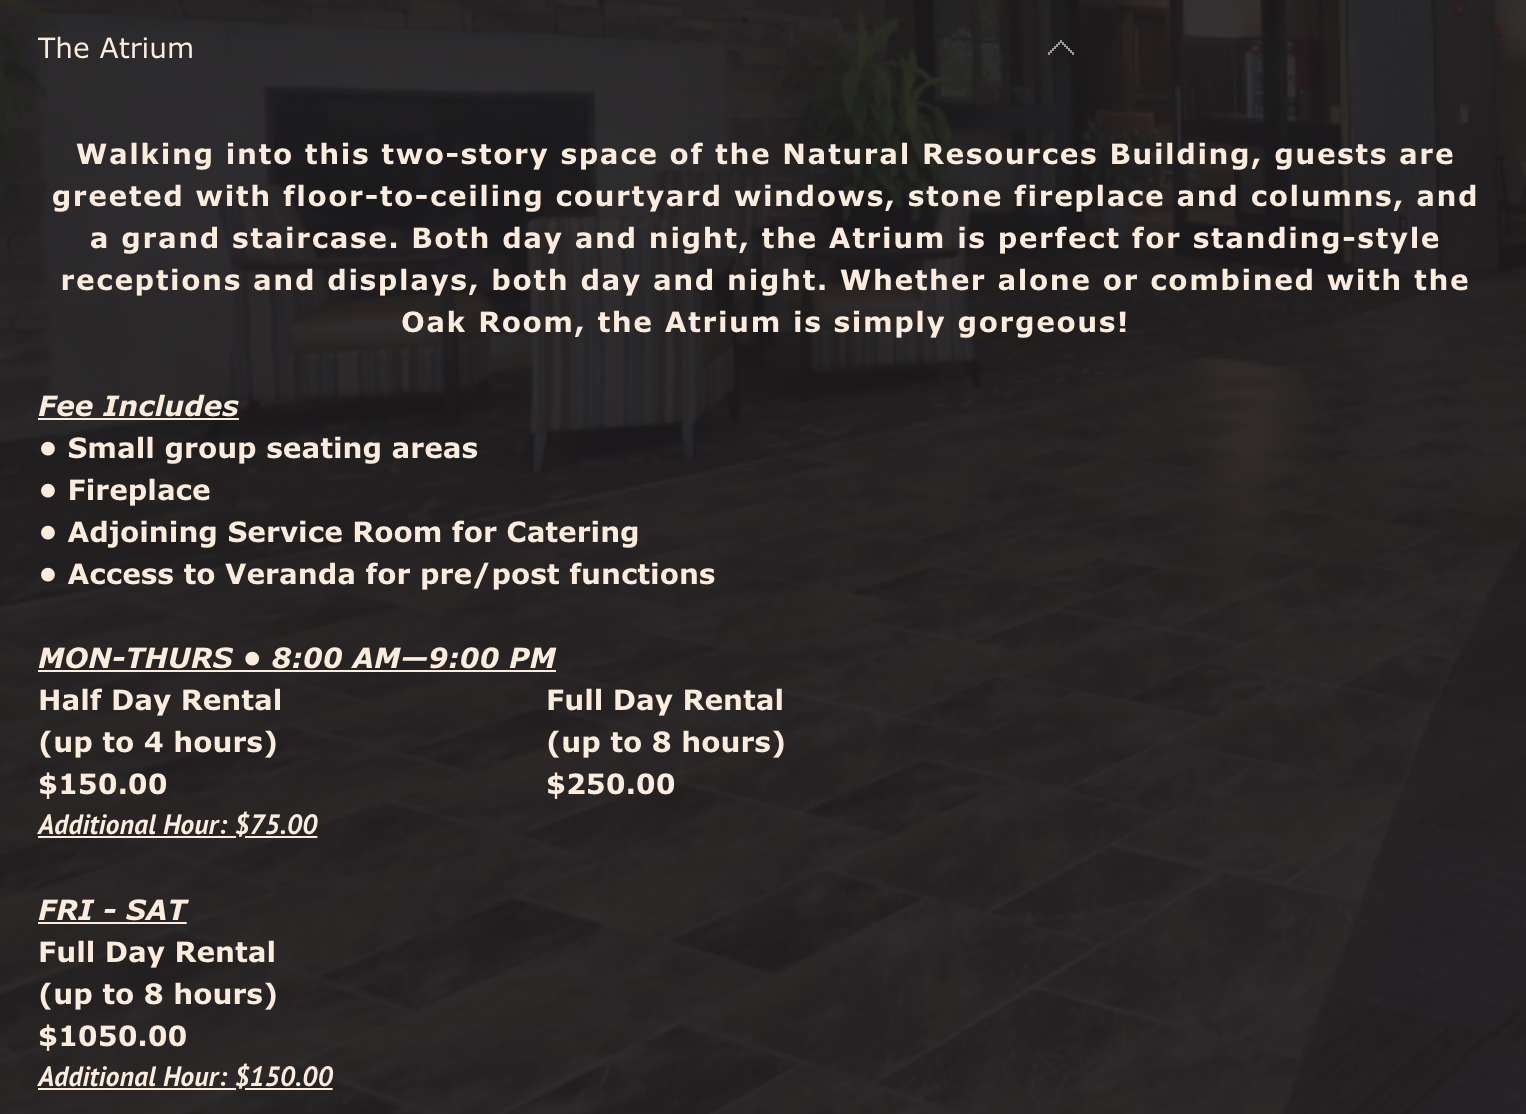 The Atrium
Walking into this two-story space of the Natural Resources Building, guests are
greeted with floor-to-ceiling courtyard windows, stone fireplace and columns, and
a grand staircase. Both day and night, the Atrium is perfect for standing-style
receptions and displays, both day and night. Whether alone or combined with the
Oak Room, the Atrium is simply gorgeous!
Fee Includes
● Small group seating areas
● Fireplace
● Adjoining Service Room for Catering
● Access to Veranda for pre/post functions
MON-THURS ● 8:00 AM—9:00 PM
Half Day Rental Full Day Rental
(up to 4 hours) (up to 8 hours)
$150.00 $250.00
Additional Hour: $75.00
FRI - SAT
Full Day Rental
(up to 8 hours)
$1050.00
Additional Hour: $150.00